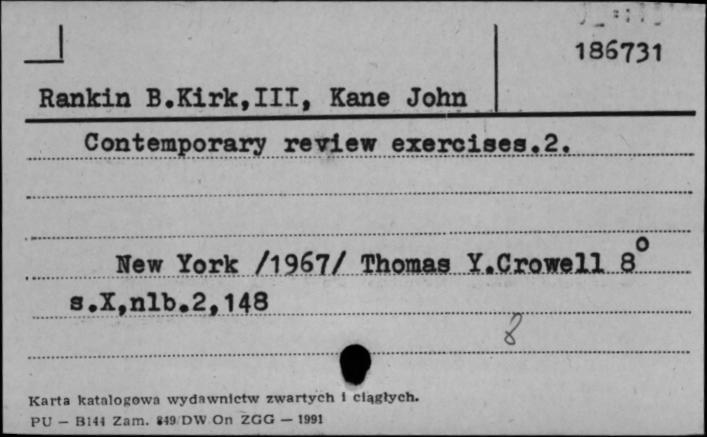 186731
Rankin B.Kirk,III, Kane John
Contemporary review exercises.2.
New York /1967/ Thomas Y.Crowell 8°
s.X,nlb.2,148
8
Karta katalogowa wydawnictw zwartych i ciągłych.
PU — B144 Zam. 849/DW On ZGG — 1991